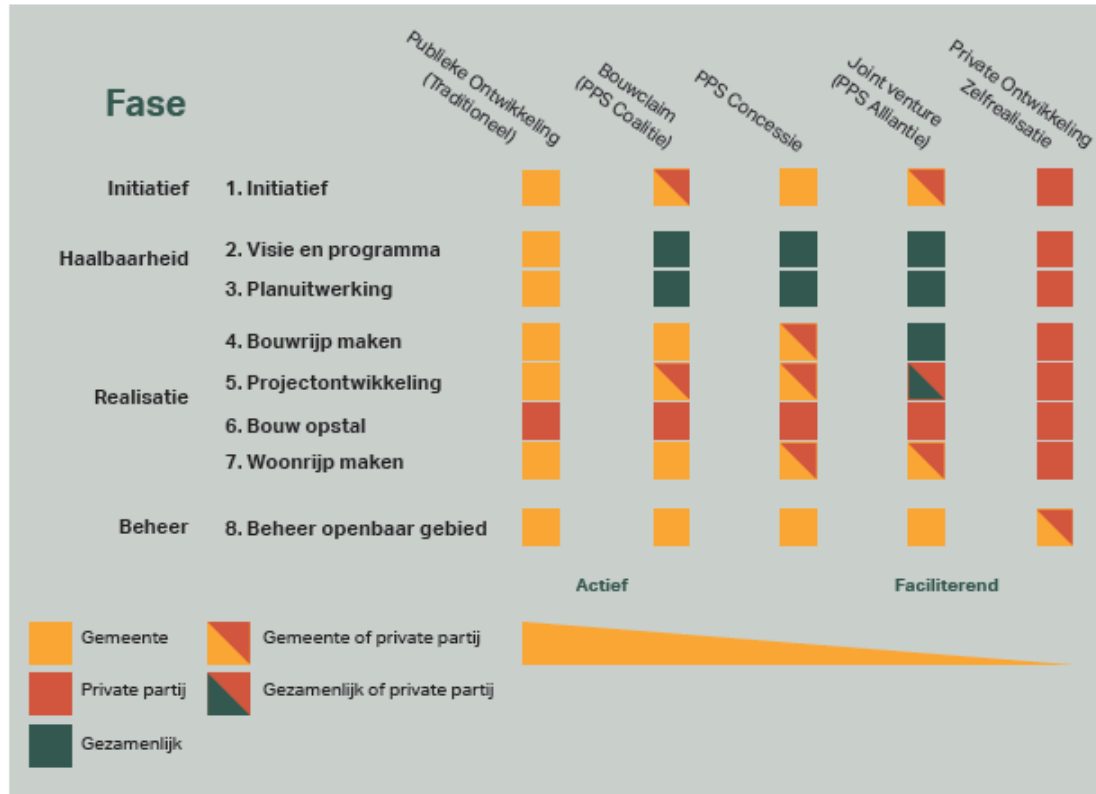 Publieke Ontwikkeling
(Traditioneel)
Bouwclaim
(PPS Coalitie)
PPS Concessie
Joint venture
(PPS Alliantie)
Private Ontwikkeling
Zelfrealisatie
Fase
Initiatief
1. Initiatief
Haalbaarheid
2. Visie en programma
3. Planuitwerking
Realisatie
4. Bouwrijp maken
5. Projectontwikkeling
6. Bouw opstal
7. Woonrijp maken
Beheer
8. Beheer openbaar gebied
Actief
Faciliterend
Gemeente
Gemeente of private partij
Private partij
Gezamenlijk of private partij
Gezamenlijk